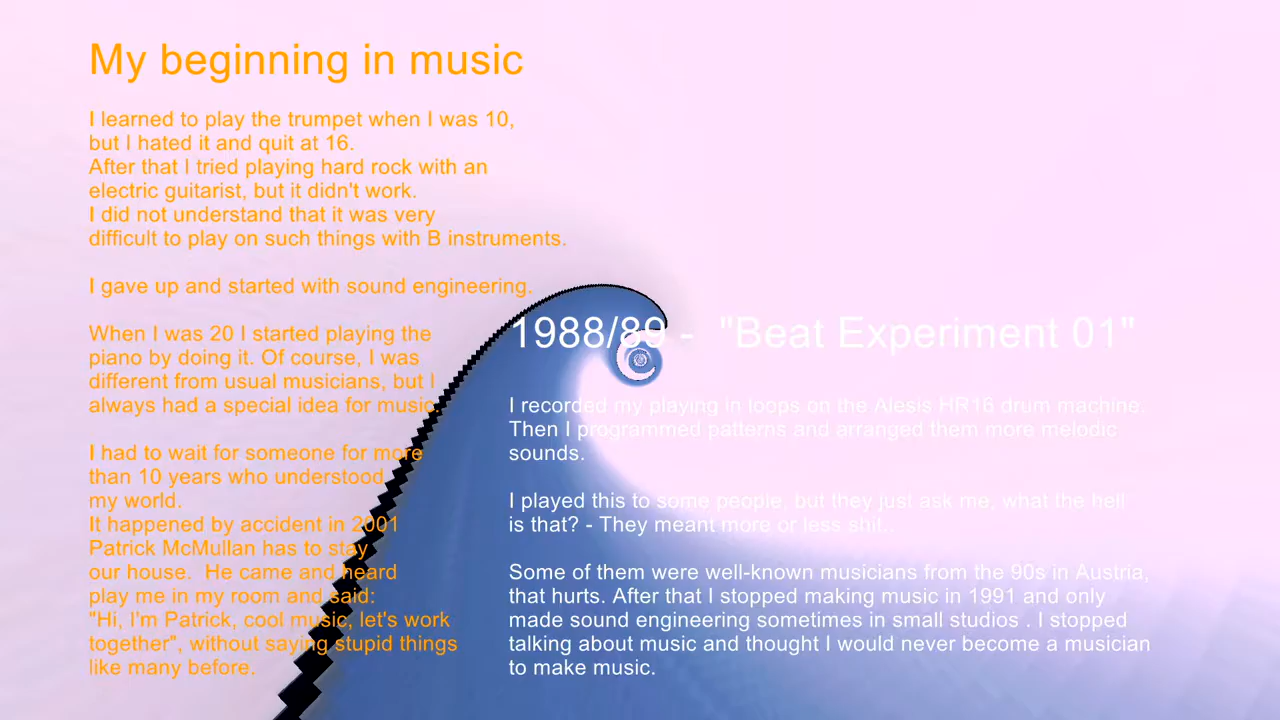 My beginning in music
I learned to play the trumpet when I was 10,
but I hated it and quit at 16.
After that I tried playing hard rock with an
electric guitarist, but it didn't work.
I did not understand that it was very
difficult to play on such things with B instruments.
I gave up and started with sound engineering.
When I was 20 I started playing the
piano by doing it. Of course, I was
different from usual musicians, but I
always had a special idea for music.
I had to wait for someone for more
than 10 years who understood
my world.
It happened by accident in 2001
Patrick McMullan has to stay
our house.  He came and heard
play me in my room and said:
"Hi, I'm Patrick, cool music, let's work
together", without saying stupid things
like many before.
1988/89 -  "Beat Experiment 01"
I recorded my playing in loops on the Alesis HR16 drum machine.
Then I programmed patterns and arranged them more melodic
sounds.
I played this to some people, but they just ask me, what the hell
is that? - They meant more or less shit..
Some of them were well-known musicians from the 90s in Austria,
that hurts. After that I stopped making music in 1991 and only
made sound engineering sometimes in small studios . I stopped
talking about music and thought I would never become a musician
to make music.